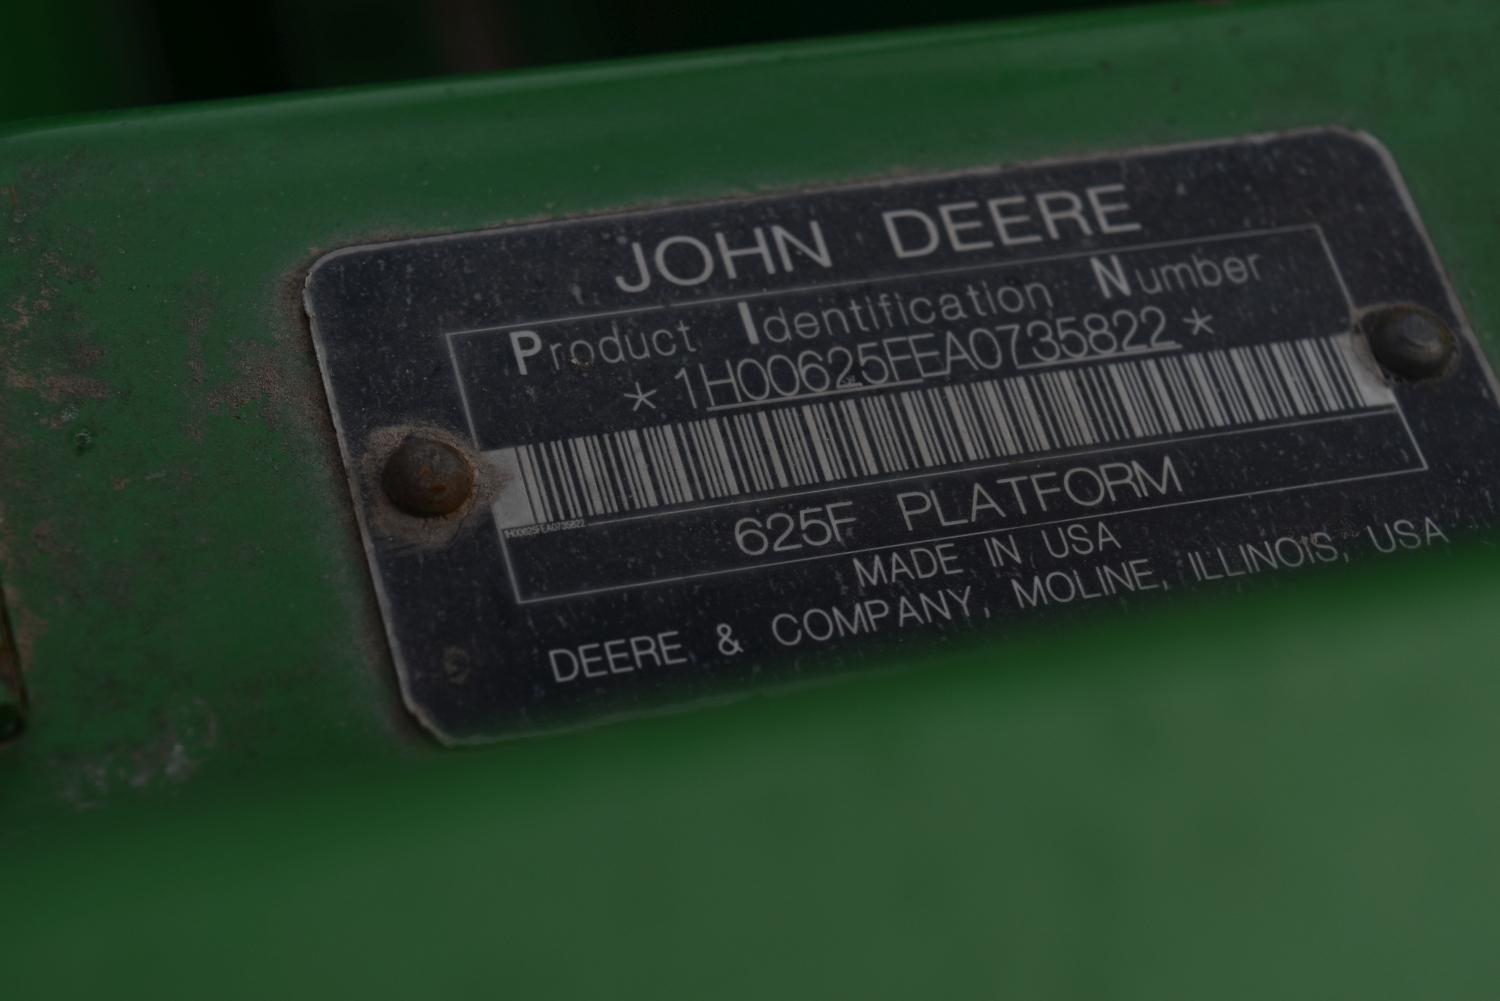 JOHN DEERE
Product Identification Number
* 1H00625FEA0735822 *
1H00625FEA0735822
625F PLATFORM
MADE IN USA
DEERE & COMPANY, MOLINE, ILLINOIS, USA